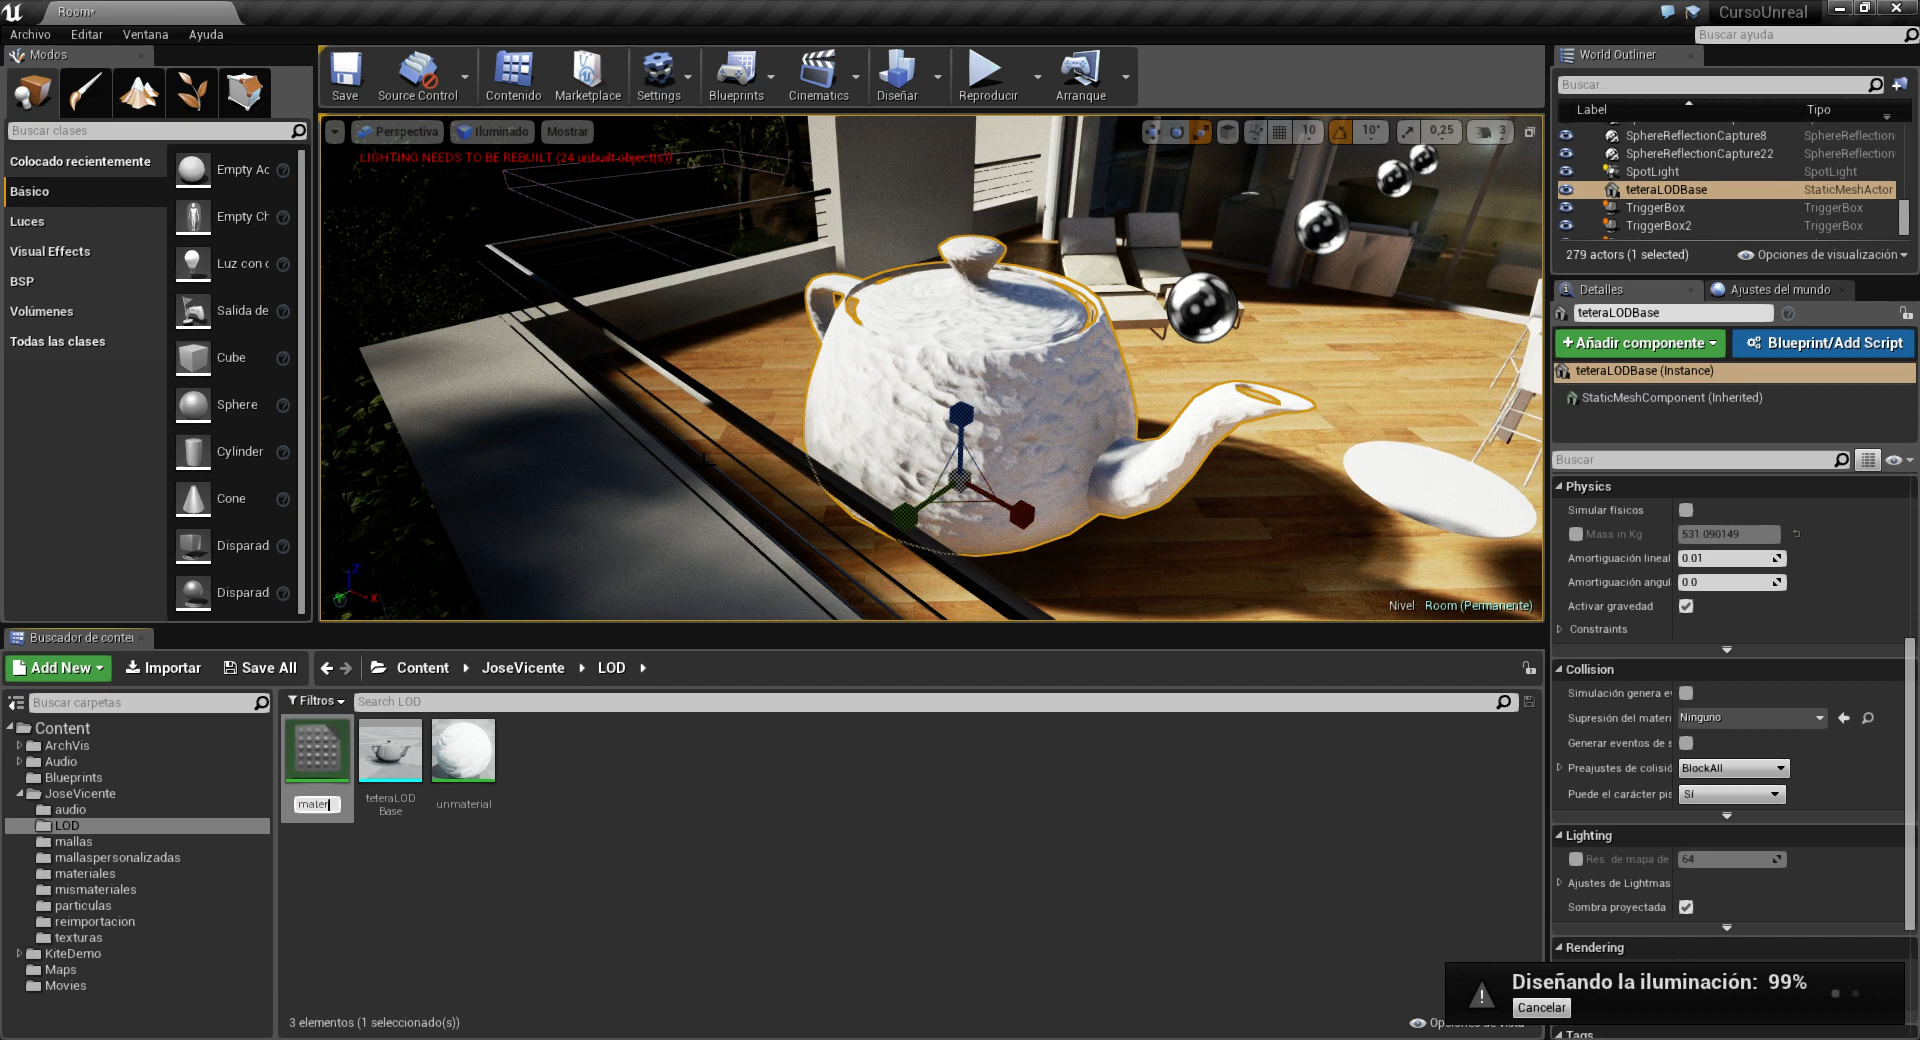 Room•
CursoUnreal
Archivo Editar Ventana Ayuda
Buscar ayuda
Modos
Buscar clases
Colocado recientemente
Básico
Luces
Visual Effects
BSP
Volúmenes
Todas las clases
Empty Ac
Empty Ch
Luz con c
Salida de
Cube
Sphere
Cylinder
Cone
Disparad
Disparad
Save
Source Control
Contenido
Marketplace
Settings
Blueprints
Cinematics
Diseñar
Reproducir
Arranque
Perspectiva
Iluminado
Mostrar
10
10°
0,25
3
LIGHTING NEEDS TO BE REBUILT (24 unbuilt object(s))
Z
X
Nivel: Room (Permanente)
World Outliner
Buscar...
Label Tipo
SphereReflectionCapture8 SphereReflection
SphereReflectionCapture22 SphereReflection
SpotLight SpotLight
teteraLODBase StaticMeshActor
TriggerBox TriggerBox
TriggerBox2 TriggerBox
279 actors (1 selected)
Opciones de visualización
Detalles
Ajustes del mundo
teteraLODBase
+Añadir componente
Blueprint/Add Script
teteraLODBase (Instance)
StaticMeshComponent (Inherited)
Buscar
Physics
Simular físicos
Mass in Kg 531.090149
Amortiguación lineal 0.01
Amortiguación angul 0.0
Activar gravedad
Constraints
Collision
Simulación genera ev
Supresión del materi Ninguno
Generar eventos de s
Preajustes de colisió BlockAll
Puede el carácter pis Sí
Lighting
Res. de mapa de 64
Ajustes de Lightmas
Sombra proyectada
Rendering
Tags
Buscador de conter
Add New
Importar
Save All
Content
JoseVicente
LOD
Buscar carpetas
Content
ArchVis
Audio
Blueprints
JoseVicente
audio
LOD
mallas
mallaspersonalizadas
materiales
mismateriales
particulas
reimportacion
texturas
KiteDemo
Maps
Movies
Filtros
Search LOD
mater
teteraLOD
Base
unmaterial
3 elementos (1 seleccionado(s))
Opciones de vista
Diseñando la iluminación: 99%
Cancelar